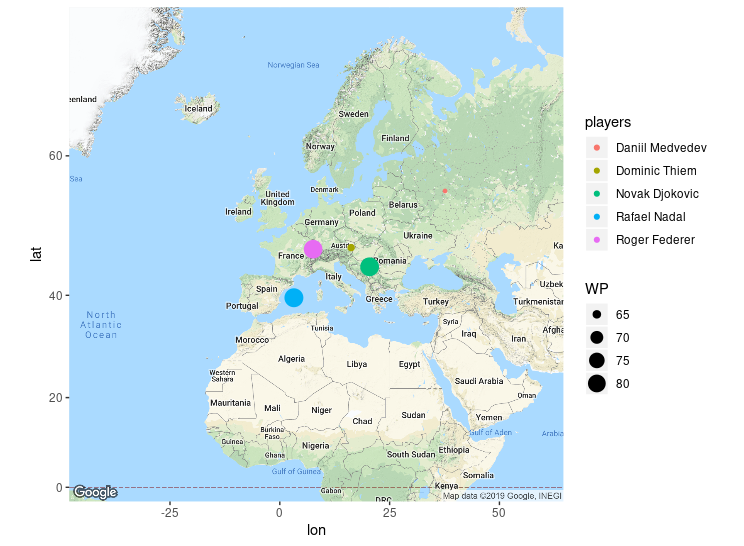 Norwegian Sea
enland
Iceland
Sweden
Finland
Norway
60
Sea
Denmark
United
Kingdom
Ireland
Belarus
Poland
Germany
Ukraine
Austri
France
Ka
omania
lat
Italy
Uzbek
Spain
40
Portugal
Greece
Turkey
Turkmenistar
North
Atlantic
Ocean
Tunisia
Syria
Iraq
Iran
Afgha
Morocco
Algeria
Libya
Egypt
Western
Sahara
Saudi Arabia
Oman
20
Mauritania
Mali
Niger
Chad
Sudan
Yemen
Burkina
Faso
Guinea
Gulf of Aden
Arabia
Nigeria
Ghana
South Sudan
Ethiopia
Gulf of Guinea
Somalia
0
Google
Gabon
Kenya
DRC
Map data ©2019 Google, INEGI
-25
0
25
50
lon
players
Daniil Medvedev
Dominic Thiem
Novak Djokovic
Rafael Nadal
Roger Federer
WP
65
70
75
80